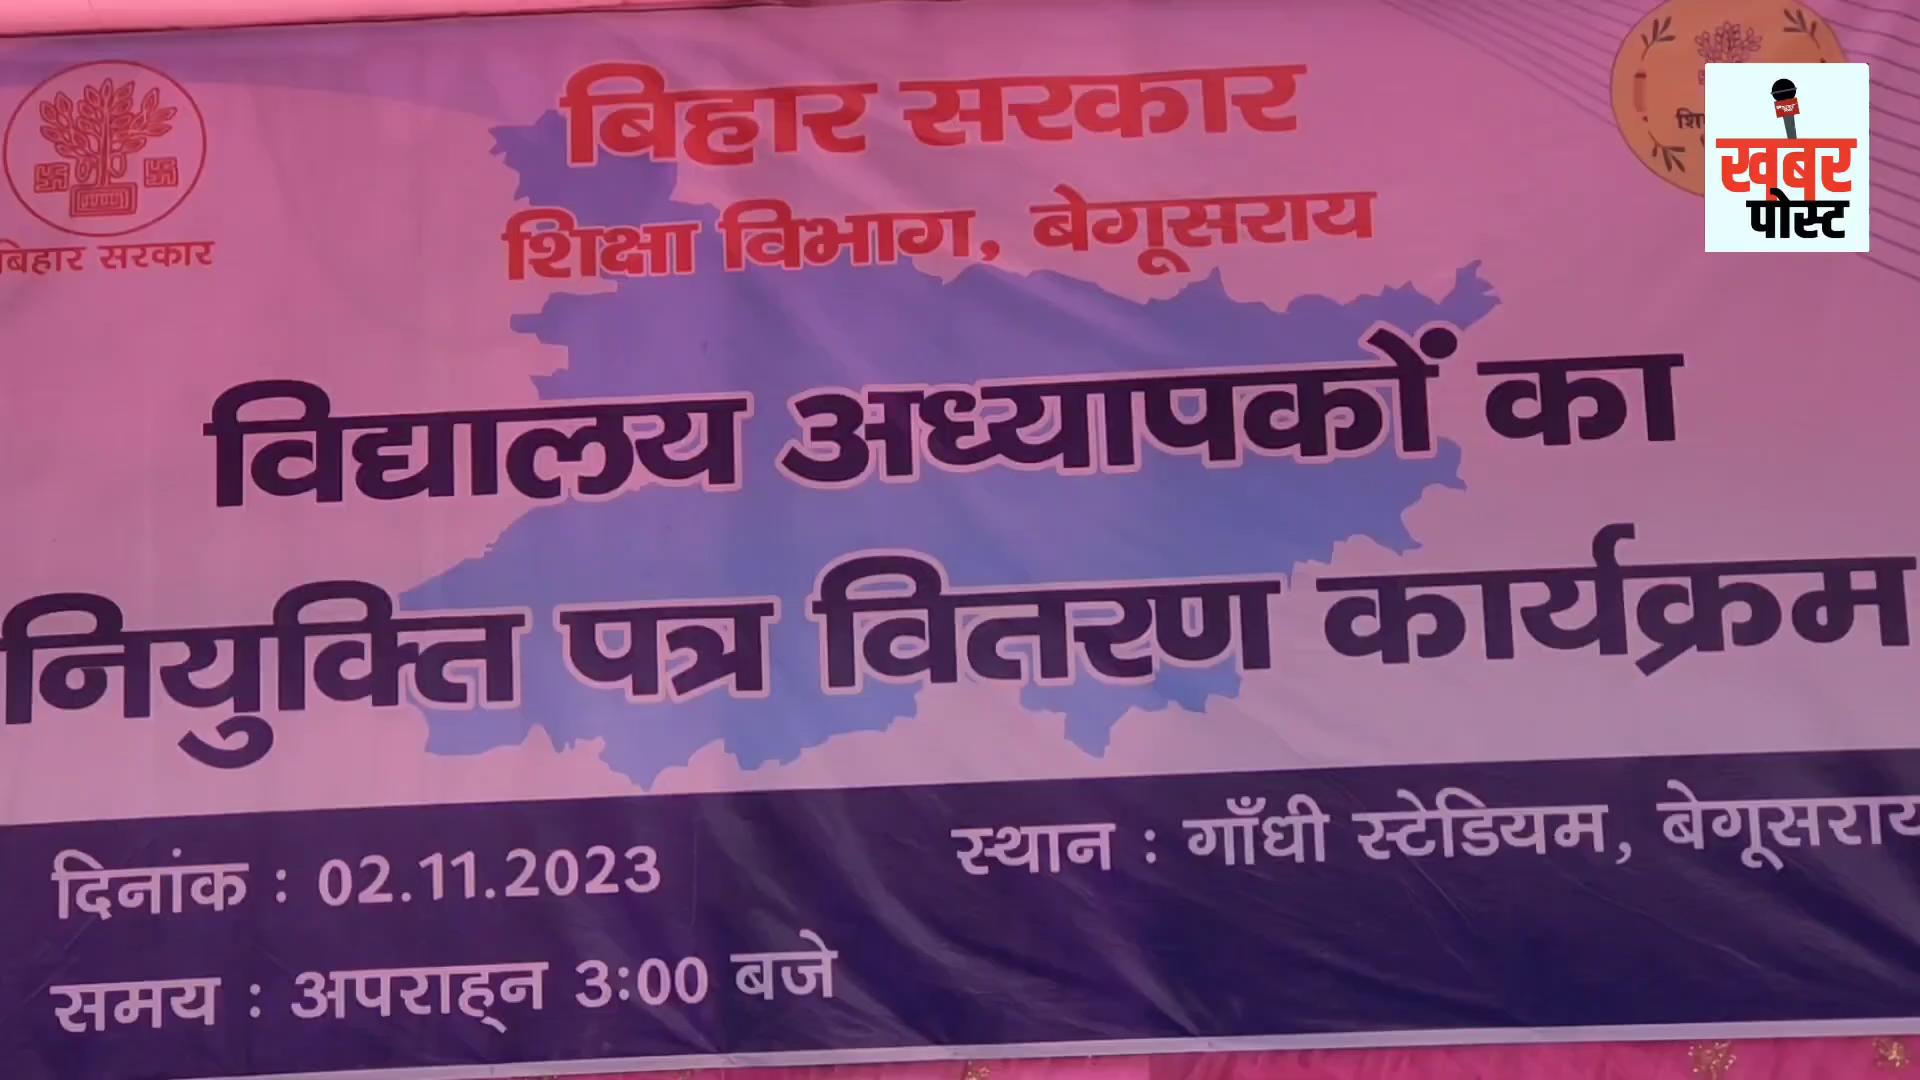 बिहार सरकार
शिक्षा विभाग, बेगूसराय
बिहार सरकार
खबर
पोस्ट
विद्यालय अध्यापकों का
नियुक्ति पत्र वितरण कार्यक्रम
दिनांक : 02.11.2023
स्थान : गाँधी स्टेडियम, बेगूसराय
समय : अपराह्न 3:00 बजे